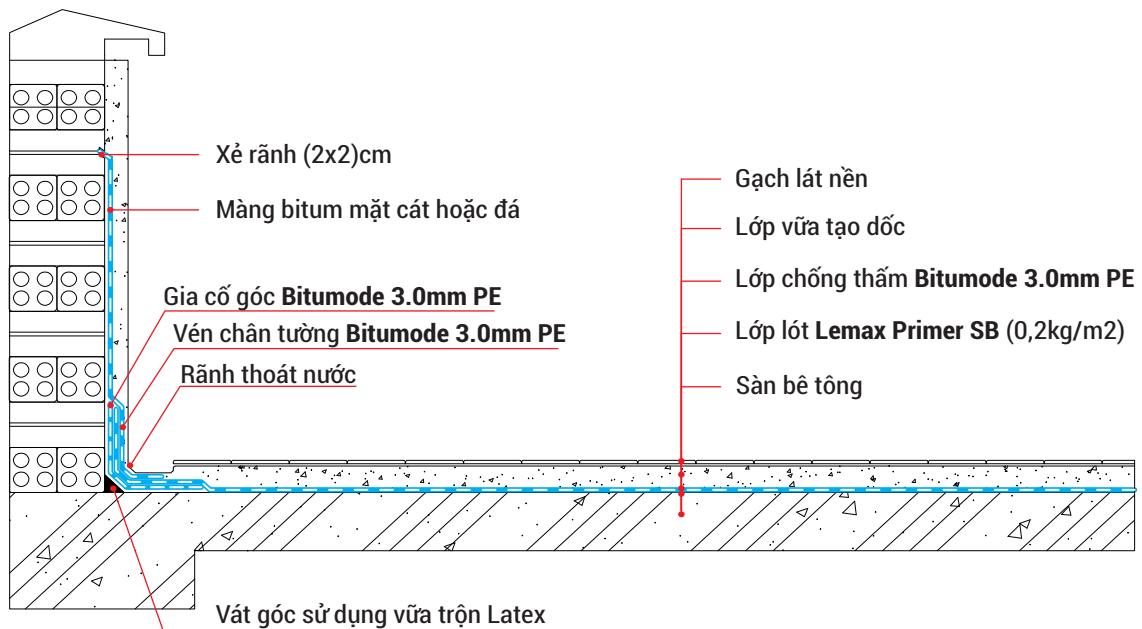 Xẻ rãnh (2x2)cm
Màng bitum mặt cát hoặc đá
Gia cố góc Bitumode 3.0mm PE
Vén chân tường Bitumode 3.0mm PE
Rãnh thoát nước
Gạch lát nền
Lớp vữa tạo dốc
Lớp chống thấm Bitumode 3.0mm PE
Lớp lót Lemax Primer SB (0,2kg/m2)
Sàn bê tông
Vát góc sử dụng vữa trộn Latex